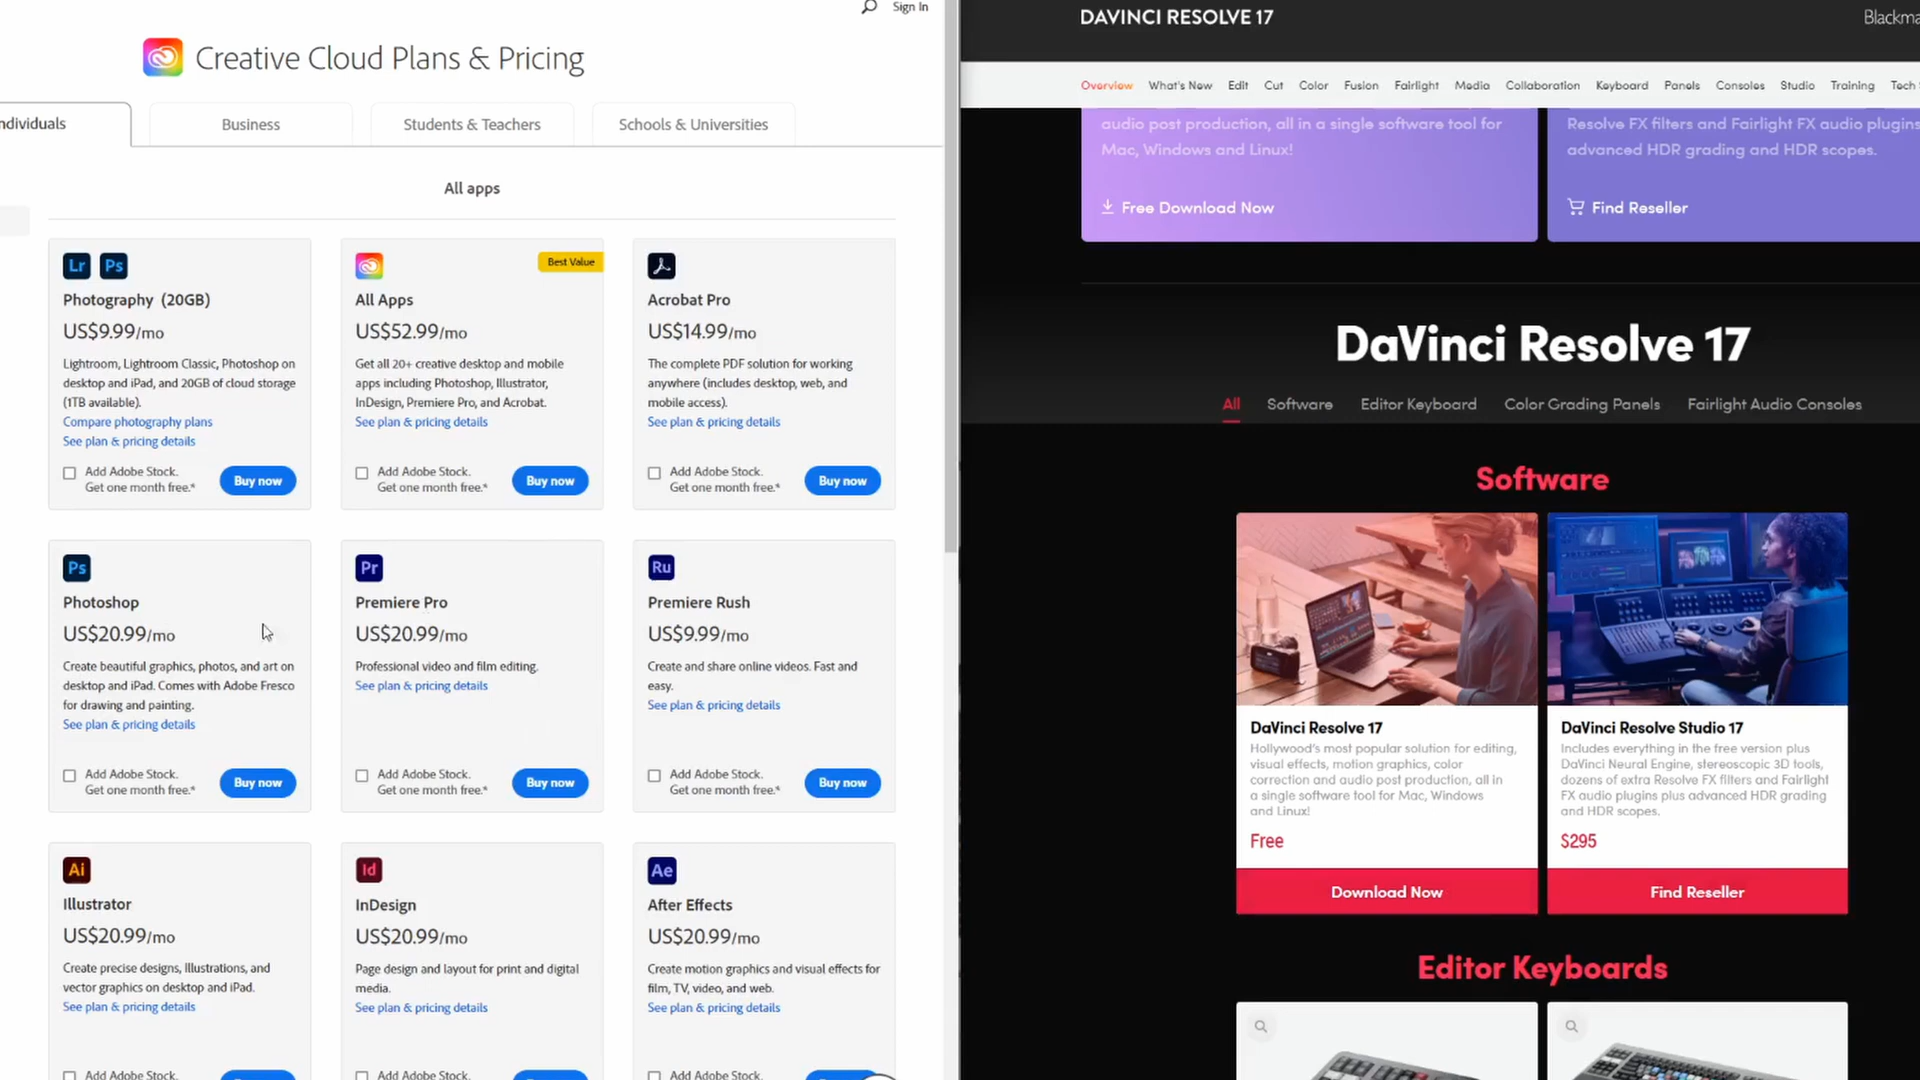 Sign In
Creative Cloud Plans & Pricing
ndividuals
Business
Students & Teachers
Schools & Universities
All apps
Lr Ps
Photography (20GB)
US$9.99/mo
Lightroom, Lightroom Classic, Photoshop on
desktop and iPad, and 20GB of cloud storage
(1TB available).
Compare photography plans
See plan & pricing details
Add Adobe Stock.
Get one month free.*
Buy now
Best Value
All Apps
US$52.99/mo
Get all 20+ creative desktop and mobile
apps including Photoshop, Illustrator,
InDesign, Premiere Pro, and Acrobat.
See plan & pricing details
Add Adobe Stock.
Get one month free.*
Buy now
Acrobat Pro
US$14.99/mo
The complete PDF solution for working
anywhere (includes desktop, web, and
mobile access).
See plan & pricing details
Add Adobe Stock.
Get one month free.*
Buy now
Ps
Photoshop
US$20.99/mo
Create beautiful graphics, photos, and art on
desktop and iPad. Comes with Adobe Fresco
for drawing and painting.
See plan & pricing details
Add Adobe Stock.
Get one month free.*
Buy now
Pr
Premiere Pro
US$20.99/mo
Professional video and film editing.
See plan & pricing details
Add Adobe Stock.
Get one month free.*
Buy now
Ru
Premiere Rush
US$9.99/mo
Create and share online videos. Fast and
easy.
See plan & pricing details
Add Adobe Stock.
Get one month free.*
Buy now
Ai
Illustrator
US$20.99/mo
Create precise designs, Illustrations, and
vector graphics on desktop and iPad.
See plan & pricing details
Add Adobe Stock.
Id
InDesign
US$20.99/mo
Page design and layout for print and digital
media.
See plan & pricing details
Add Adobe Stock.
Ae
After Effects
US$20.99/mo
Create motion graphics and visual effects for
film, TV, video, and web.
See plan & pricing details
Add Adobe Stock.
DAVINCI RESOLVE 17
Blackma
Overview What's New Edit Cut Color Fusion Fairlight Media Collaboration Keyboard Panels Consoles Studio Training Tech
audio post production, all in a single software tool for
Mac, Windows and Linux!
Free Download Now
Resolve FX filters and Fairlight FX audio plugins
advanced HDR grading and HDR scopes.
Find Reseller
DaVinci Resolve 17
All Software Editor Keyboard Color Grading Panels Fairlight Audio Consoles
Software
DaVinci Resolve 17
Hollywood's most popular solution for editing,
visual effects, motion graphics, color
correction and audio post production, all in
a single software tool for Mac, Windows
and Linux!
Free
Download Now
DaVinci Resolve Studio 17
Includes everything in the free version plus
DaVinci Neural Engine, stereoscopic 3D tools,
dozens of extra Resolve FX filters and Fairlight
FX audio plugins plus advanced HDR grading
and HDR scopes.
$295
Find Reseller
Editor Keyboards